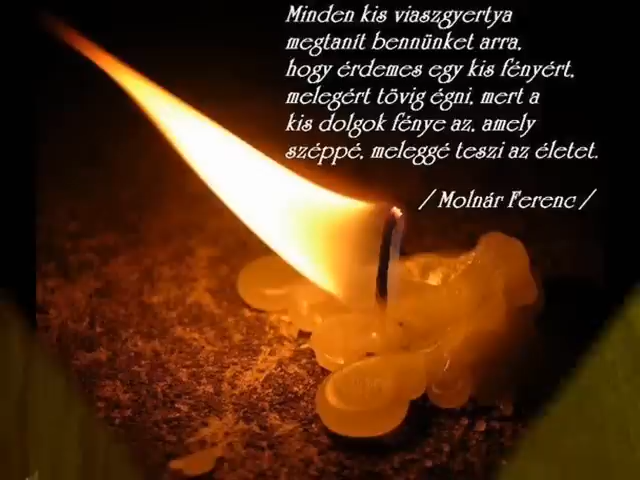 Minden kis viaszgyertya
megtanít bennünket arra,
hogy érdemes egy kis fényért,
melegért tövig égni, mert a
kis dolgok fénye az, amely
széppé, meleggé teszi az életet.
/ Molnár Ferenc /